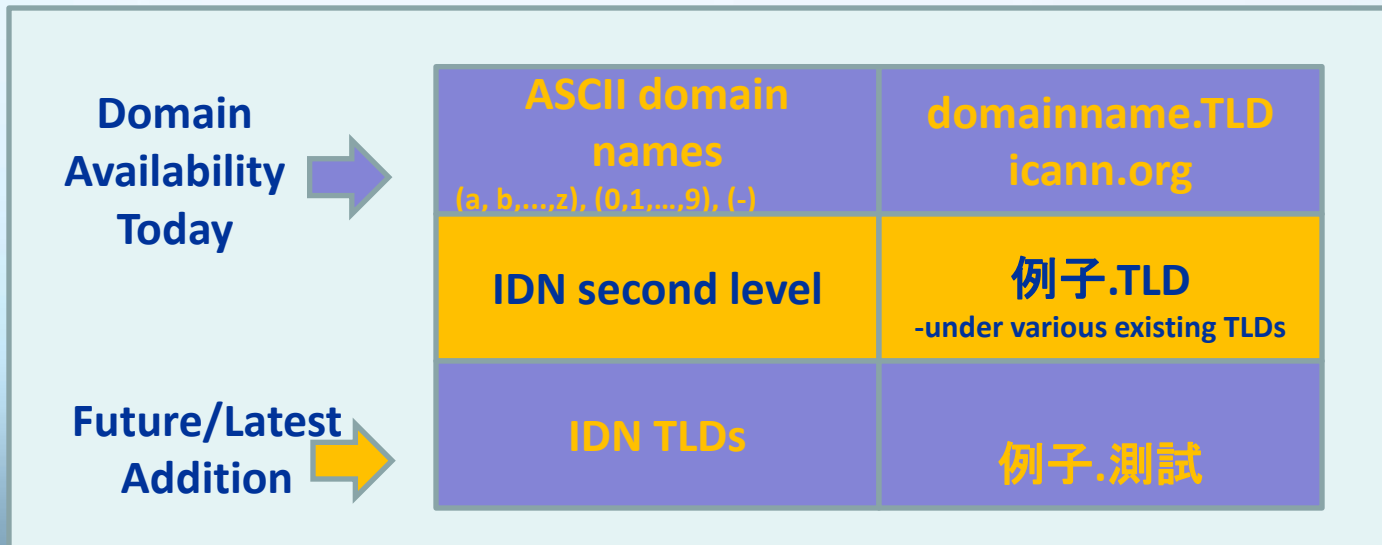 Domain
Availability
Today
ASCII domain
names
(a, b,...,z), (0,1,...,9), (-)
domainname.TLD
icann.org
IDN second level
例子.TLD
-under various existing TLDs
Future/Latest
Addition
IDN TLDs
例子.測試